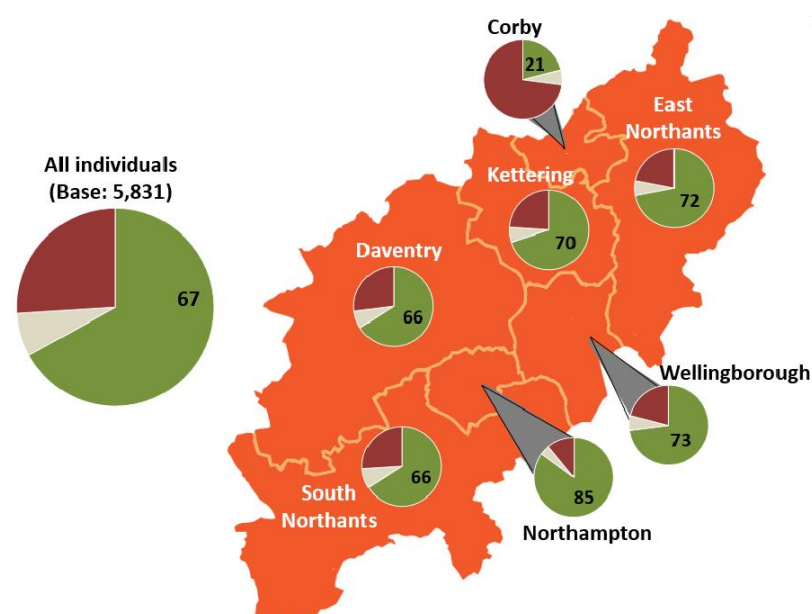 Corby
21
East
Northants
72
All individuals
(Base: 5,831)
67
Kettering
70
Daventry
66
Wellingborough
73
South
Northants
66
85
Northampton